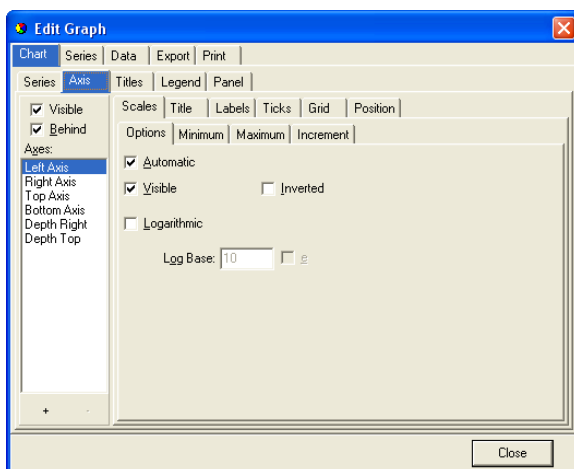 Edit Graph
Chart Series Data Export Print
Series Axis Titles Legend Panel
Visible
Behind
Axes:
Left Axis
Right Axis
Top Axis
Bottom Axis
Depth Right
Depth Top
+ -
Scales Title Labels Ticks Grid Position
Options Minimum Maximum Increment
Automatic
Visible Inverted
Logarithmic
Log Base: 10 e
Close